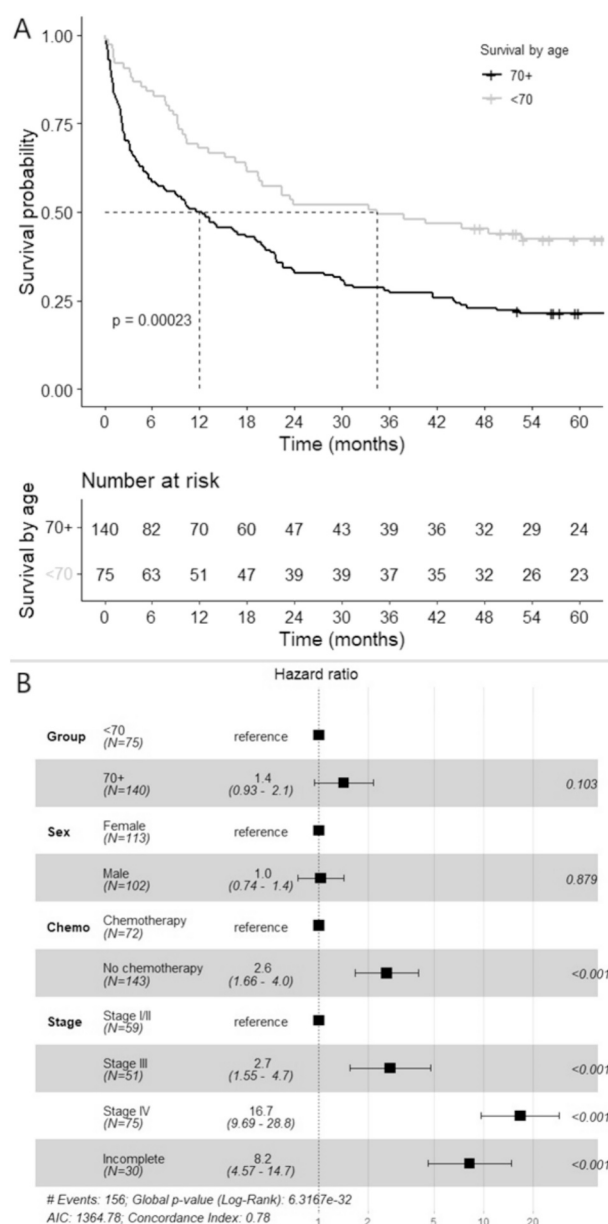 A
Survival by age
70+
<70
Survival probability
1.00
0.75
0.50
0.25
0.00
p = 0.00023
0 6 12 18 24 30 36 42 48 54 60
Time (months)
Number at risk
Survival by age
70+ 140 82 70 60 47 43 39 36 32 29 24
<70 75 63 51 47 39 39 37 35 32 26 23
0 6 12 18 24 30 36 42 48 54 60
Time (months)
B
Hazard ratio
Group <70 (N=75) reference
70+ (N=140) 1.4 (0.93 - 2.1) 0.103
Sex Female (N=113) reference
Male (N=102) 1.0 (0.74 - 1.4) 0.879
Chemo Chemotherapy (N=72) reference
No chemotherapy (N=143) 2.6 (1.66 - 4.0) <0.001
Stage Stage I/II (N=59) reference
Stage III (N=51) 2.7 (1.55 - 4.7) <0.001
Stage IV (N=75) 16.7 (9.69 - 28.8) <0.001
Incomplete (N=30) 8.2 (4.57 - 14.7) <0.001
# Events: 156; Global p-value (Log-Rank): 6.3167e-32
AIC: 1364.78; Concordance Index: 0.78
1 2 5 10 20